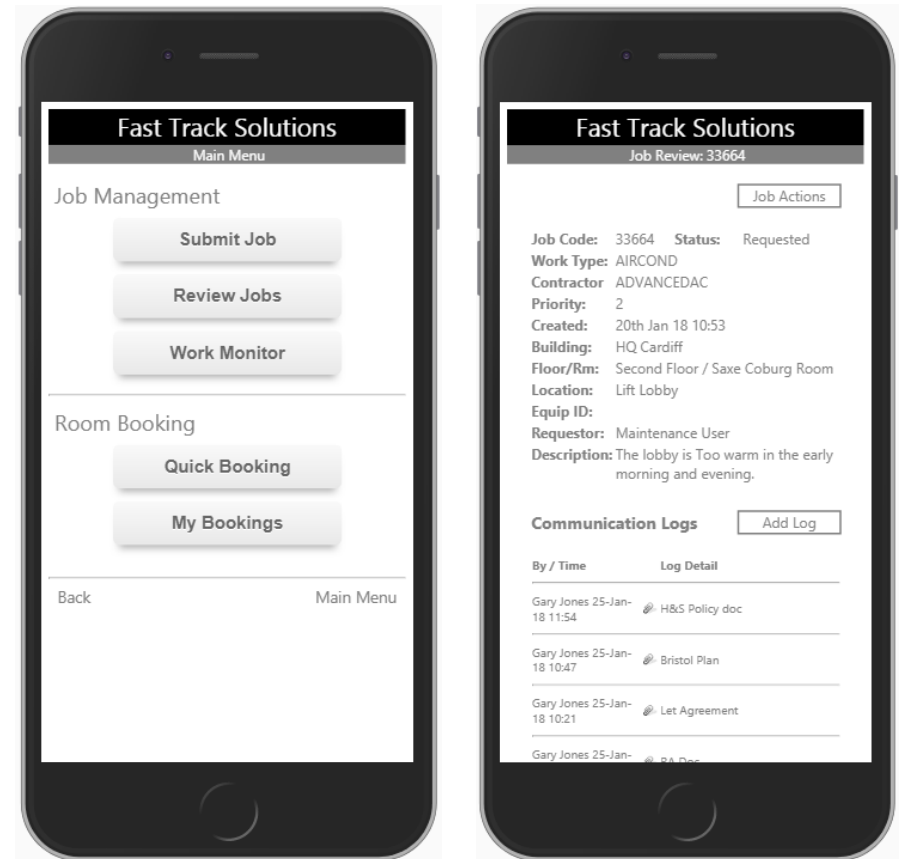 Fast Track Solutions
Main Menu
Job Management
Submit Job
Review Jobs
Work Monitor
Room Booking
Quick Booking
My Bookings
Back Main Menu
Fast Track Solutions
Job Review: 33664
Job Actions
Job Code: 33664 Status: Requested
Work Type: AIRCOND
Contractor ADVANCEDAC
Priority: 2
Created: 20th Jan 18 10:53
Building: HQ Cardiff
Floor/Rm: Second Floor / Saxe Coburg Room
Location: Lift Lobby
Equip ID:
Requestor: Maintenance User
Description: The lobby is Too warm in the early
morning and evening.
Communication Logs Add Log
By / Time Log Detail
Gary Jones 25-Jan-
18 11:54 H&S Policy doc
Gary Jones 25-Jan-
18 10:47 Bristol Plan
Gary Jones 25-Jan-
18 10:21 Let Agreement
Gary Jones 25-Jan-